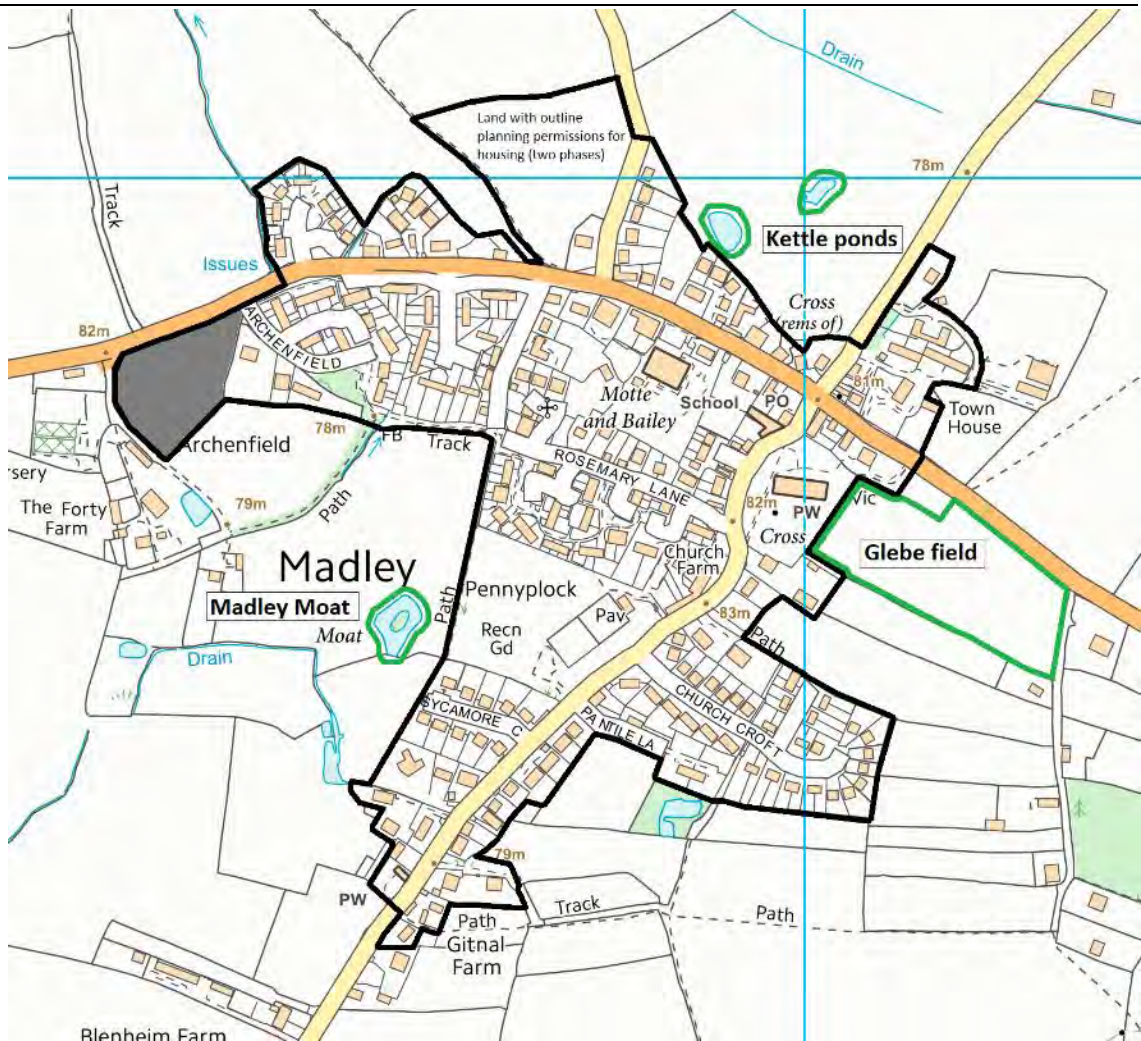 Drain
Land with outline
planning permissions for
housing (two phases)
Track
78m
Kettle ponds
Issues
Cross
(rems of)
82m
ARCHENFIELD
81m
Motte
and Bailey
School
PO
Town
House
78m
FB
Track
Archenfield
rsery
ROSEMARY LANE
Vic
82m
PW
Cross
The Forty
Farm
79m
Path
Glebe field
Church
Farm
Madley
Pennyplock
Madley Moat
Moat
Path
Recn
Gd
Pav
83m
Path
Drain
SYCAMORE C
CHURCH CROFT
PANTILE LA
79m
PW
Path
Track
Path
Gitnal
Farm
Blenheim Farm